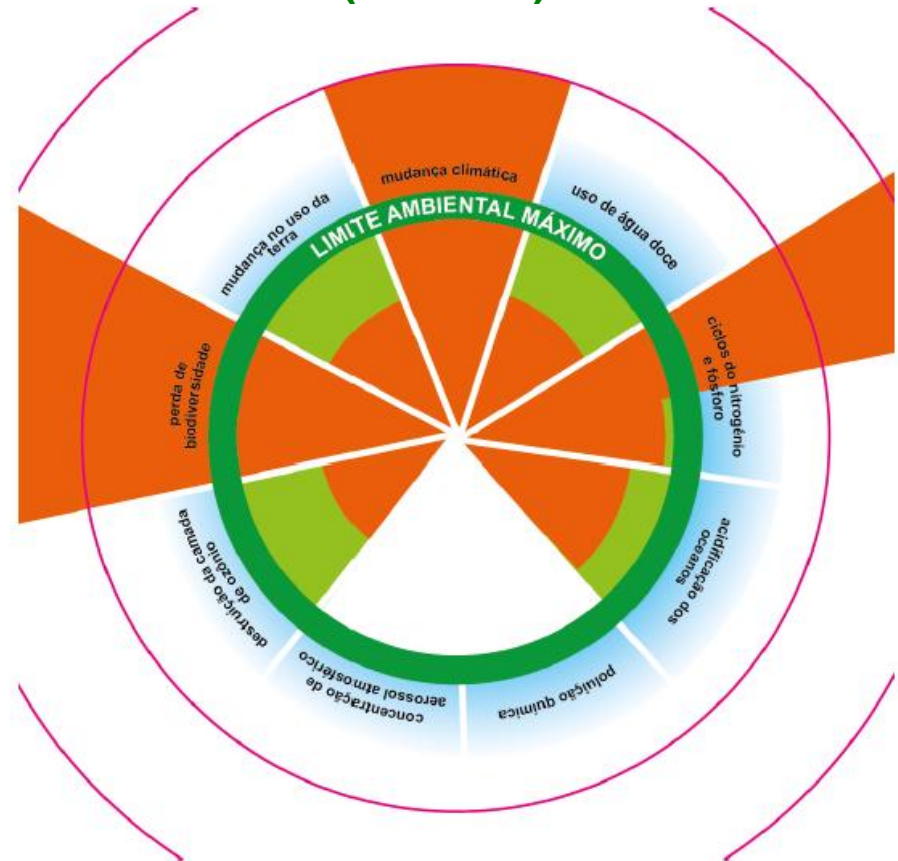 mudança climática
LIMITE AMBIENTAL MÁXIMO
uso de água doce
ciclos do nitrogénio
e fósforo
acidificação dos
oceanos
poluição química
concentração de
aerossol atmosférico
destruição da camada
de ozônio
perda de
biodiversidade
mudança no uso da
terra